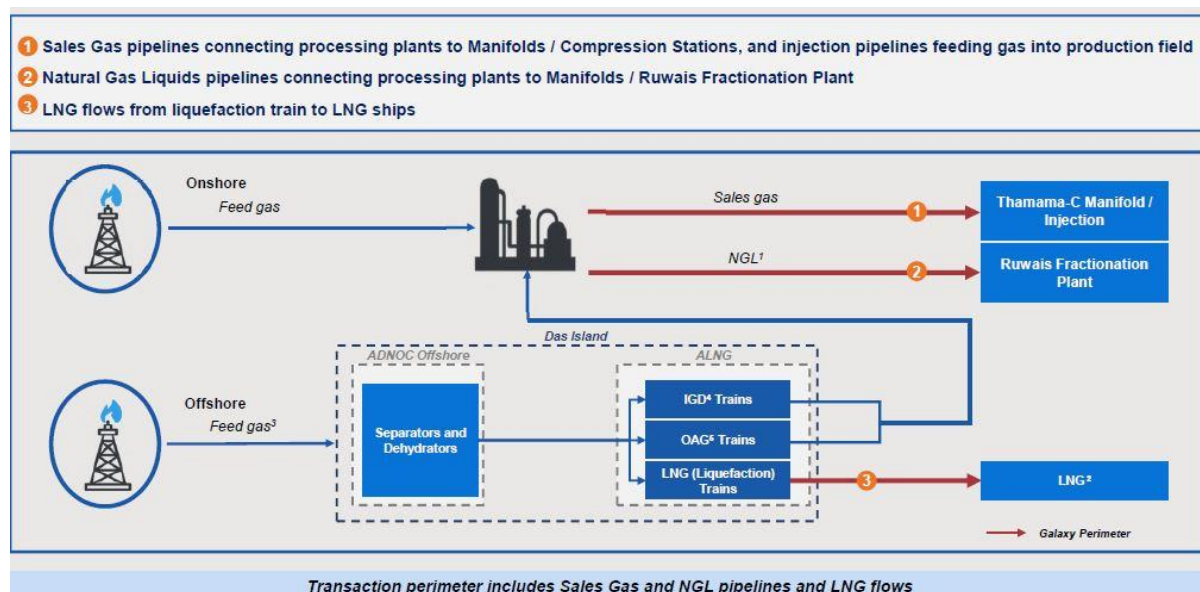 1 Sales Gas pipelines connecting processing plants to Manifolds / Compression Stations, and injection pipelines feeding gas into production field
2 Natural Gas Liquids pipelines connecting processing plants to Manifolds / Ruwais Fractionation Plant
3 LNG flows from liquefaction train to LNG ships
Onshore
Feed gas
Sales gas
1
Thamama-C Manifold /
Injection
NGL¹
2
Ruwais Fractionation
Plant
Das Island
ADNOC Offshore
ALNG
Offshore
Feed gas³
Separators and
Dehydrators
IGD⁴ Trains
OAG⁵ Trains
LNG (Liquefaction)
Trains
3
LNG²
Galaxy Perimeter
Transaction perimeter includes Sales Gas and NGL pipelines and LNG flows